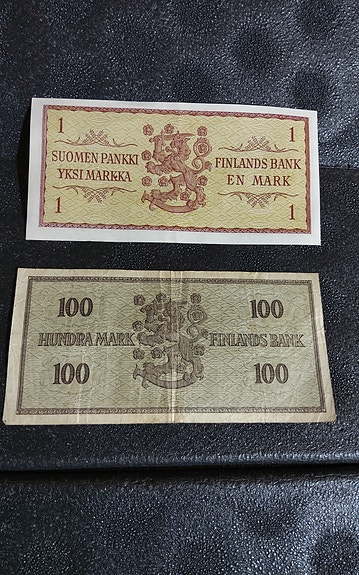 1 1
SUOMEN PANKKI FINLANDS BANK
YKSI MARKKA EN MARK
1 1
100 100
HUNDRA MARK FINLANDS BANK
100 100